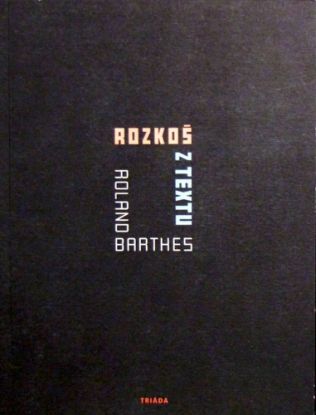 ROZKOŠ
Z TEXTU
ROLAND
BARTHES
TRIÁDA